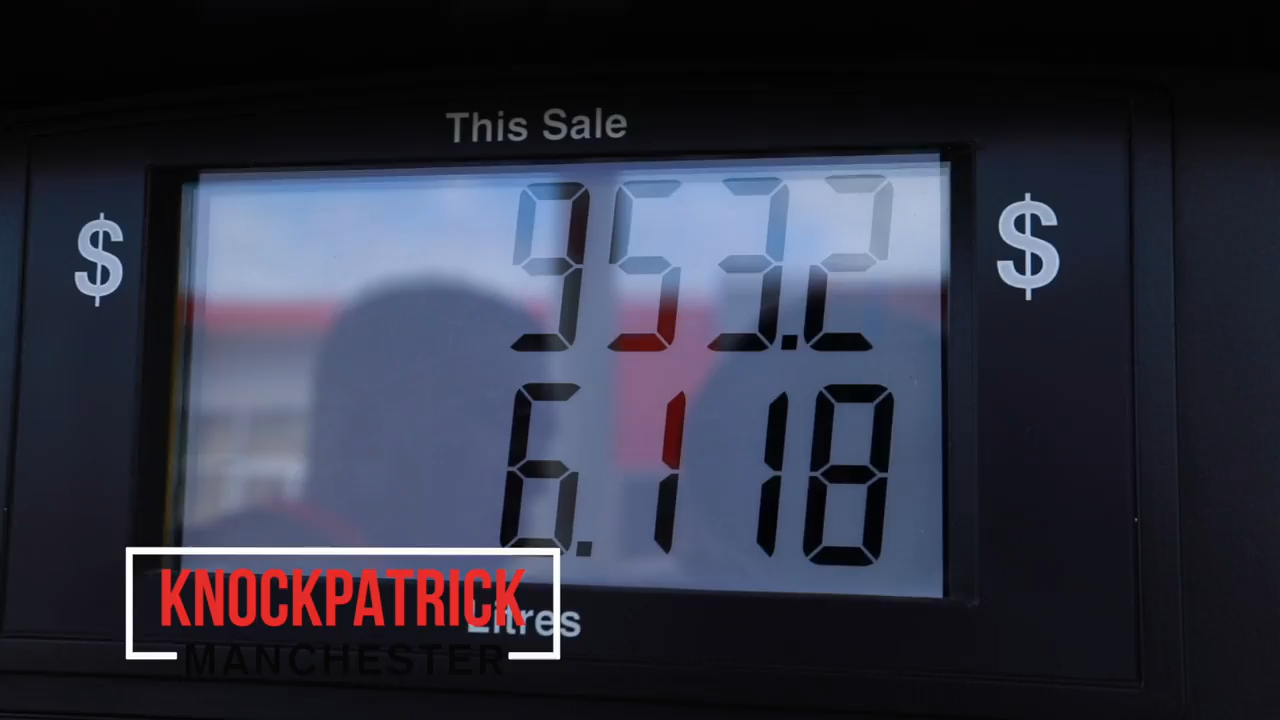 This Sale
$ 953.2 $
6.118
Litres
KNOCKPATRICK
MANCHESTER